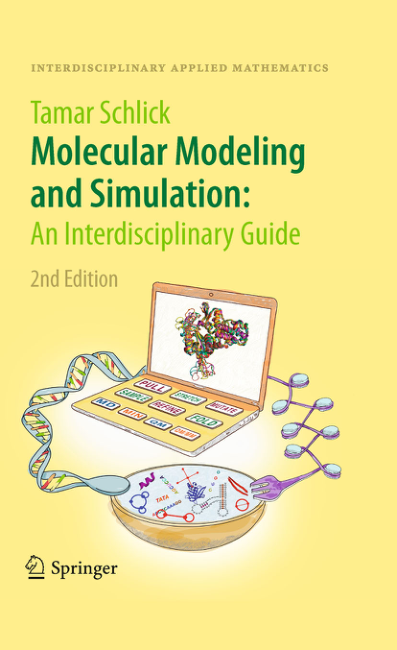 INTERDISCIPLINARY APPLIED MATHEMATICS
Tamar Schlick
Molecular Modeling
and Simulation:
An Interdisciplinary Guide
2nd Edition
PULL!
STRETCH
MUTATE
SAMPLE
REFINE
FOLD
MD
MIN
QM
TATA
Springer